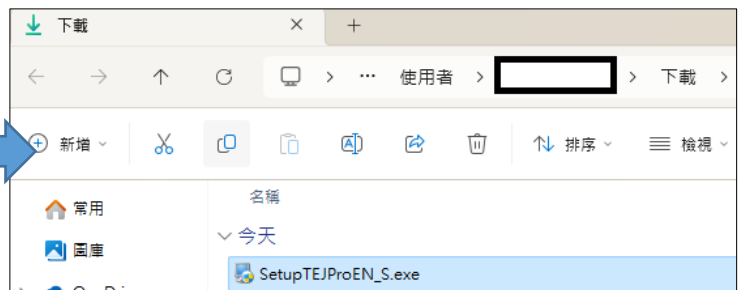 下載
使用者 > > 下載 >
新增 排序 檢視
名稱
常用
今天
圖庫
SetupTEJProEN_S.exe